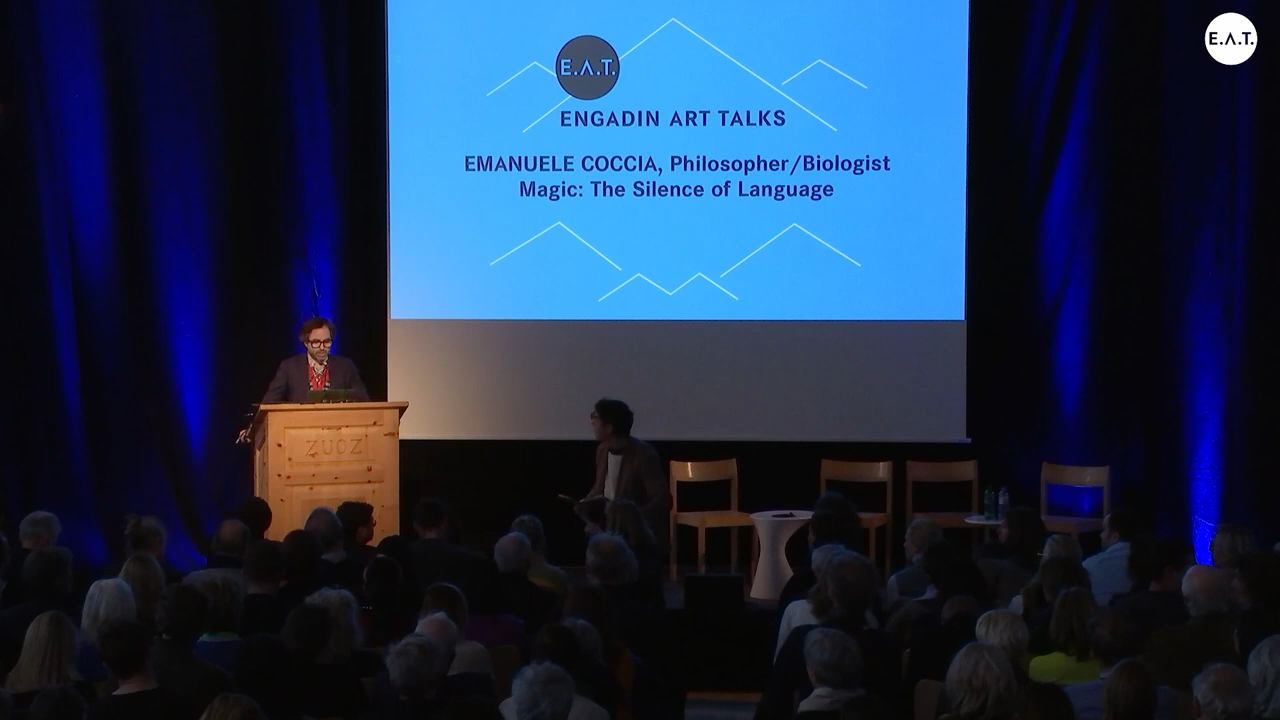 E.Λ.T.
E.Λ.T.
ENGADIN ART TALKS
EMANUELE COCCIA, Philosopher/Biologist
Magic: The Silence of Language
ZUOZ